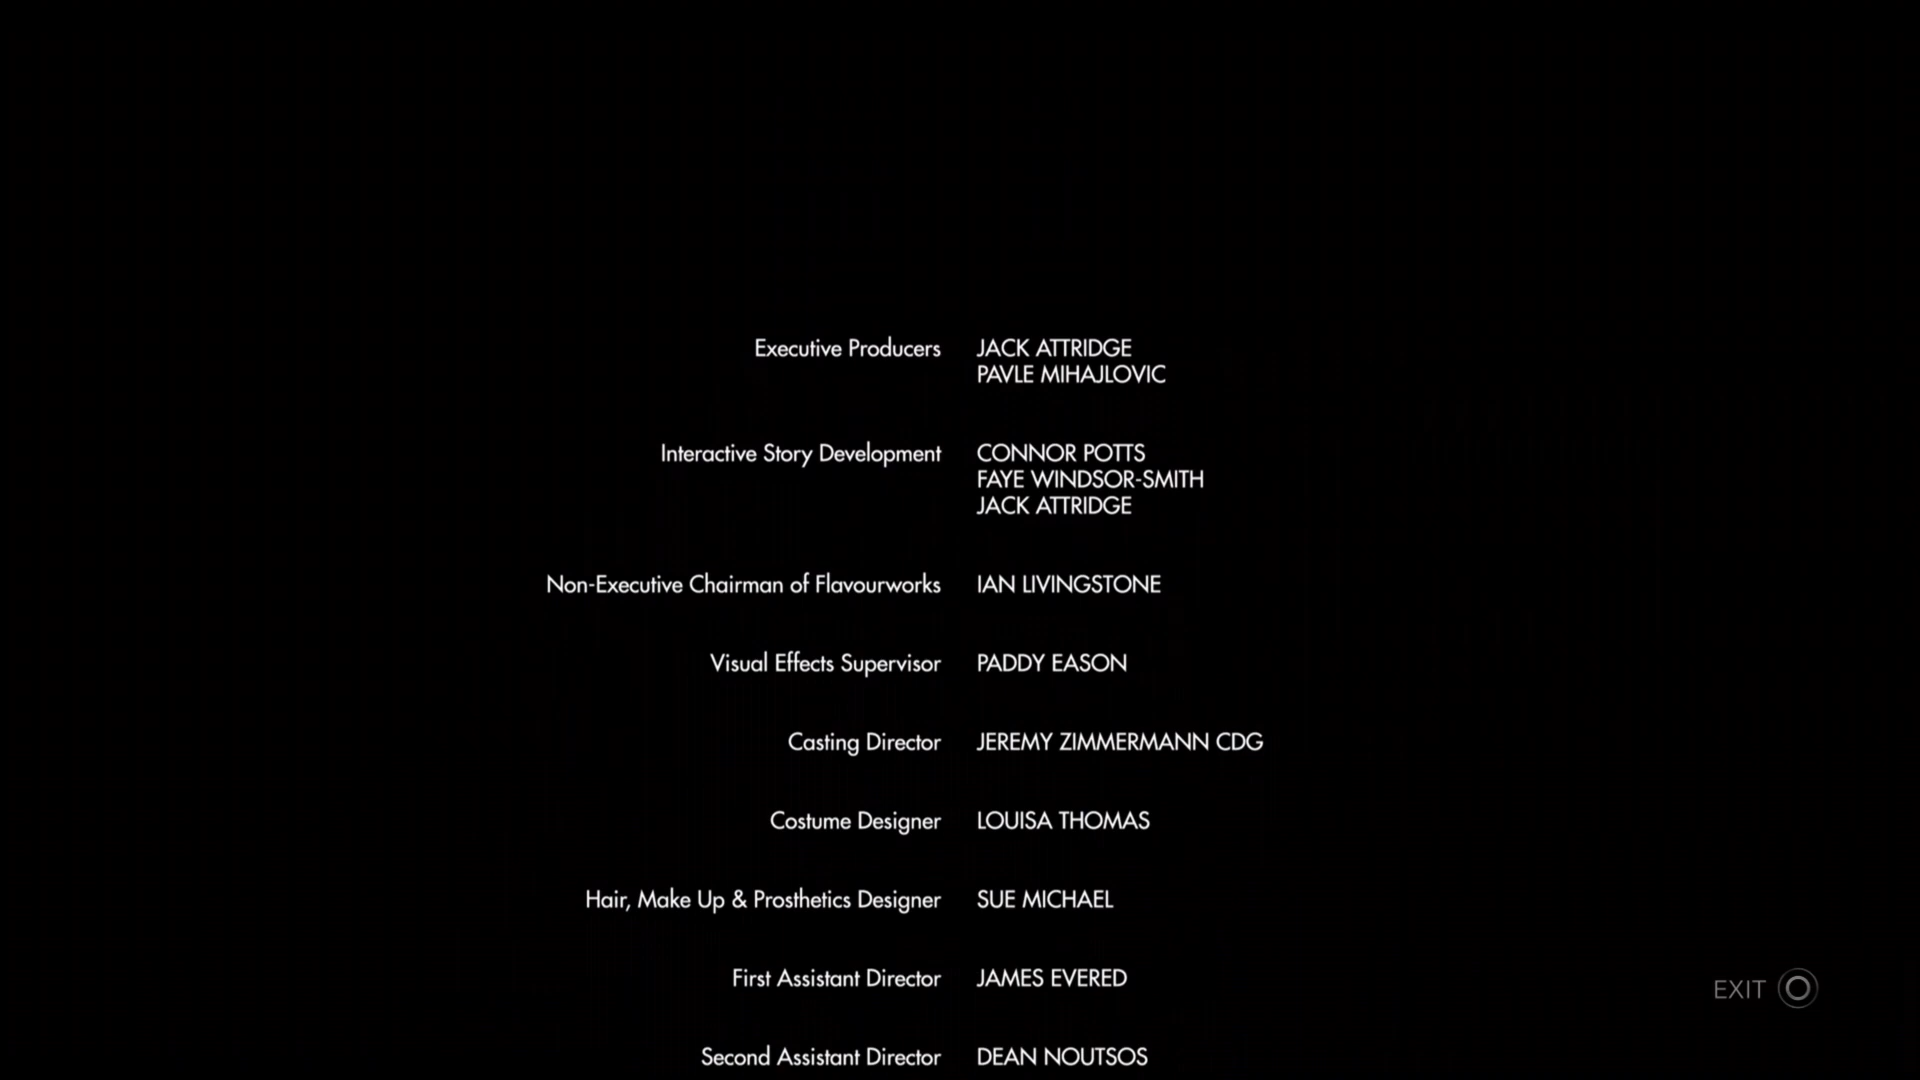 Executive Producers JACK ATTRIDGE
PAVLE MIHAJLOVIC
Interactive Story Development CONNOR POTTS
FAYE WINDSOR-SMITH
JACK ATTRIDGE
Non-Executive Chairman of Flavourworks IAN LIVINGSTONE
Visual Effects Supervisor PADDY EASON
Casting Director JEREMY ZIMMERMANN CDG
Costume Designer LOUISA THOMAS
Hair, Make Up & Prosthetics Designer SUE MICHAEL
First Assistant Director JAMES EVERED
EXIT
Second Assistant Director DEAN NOUTSOS